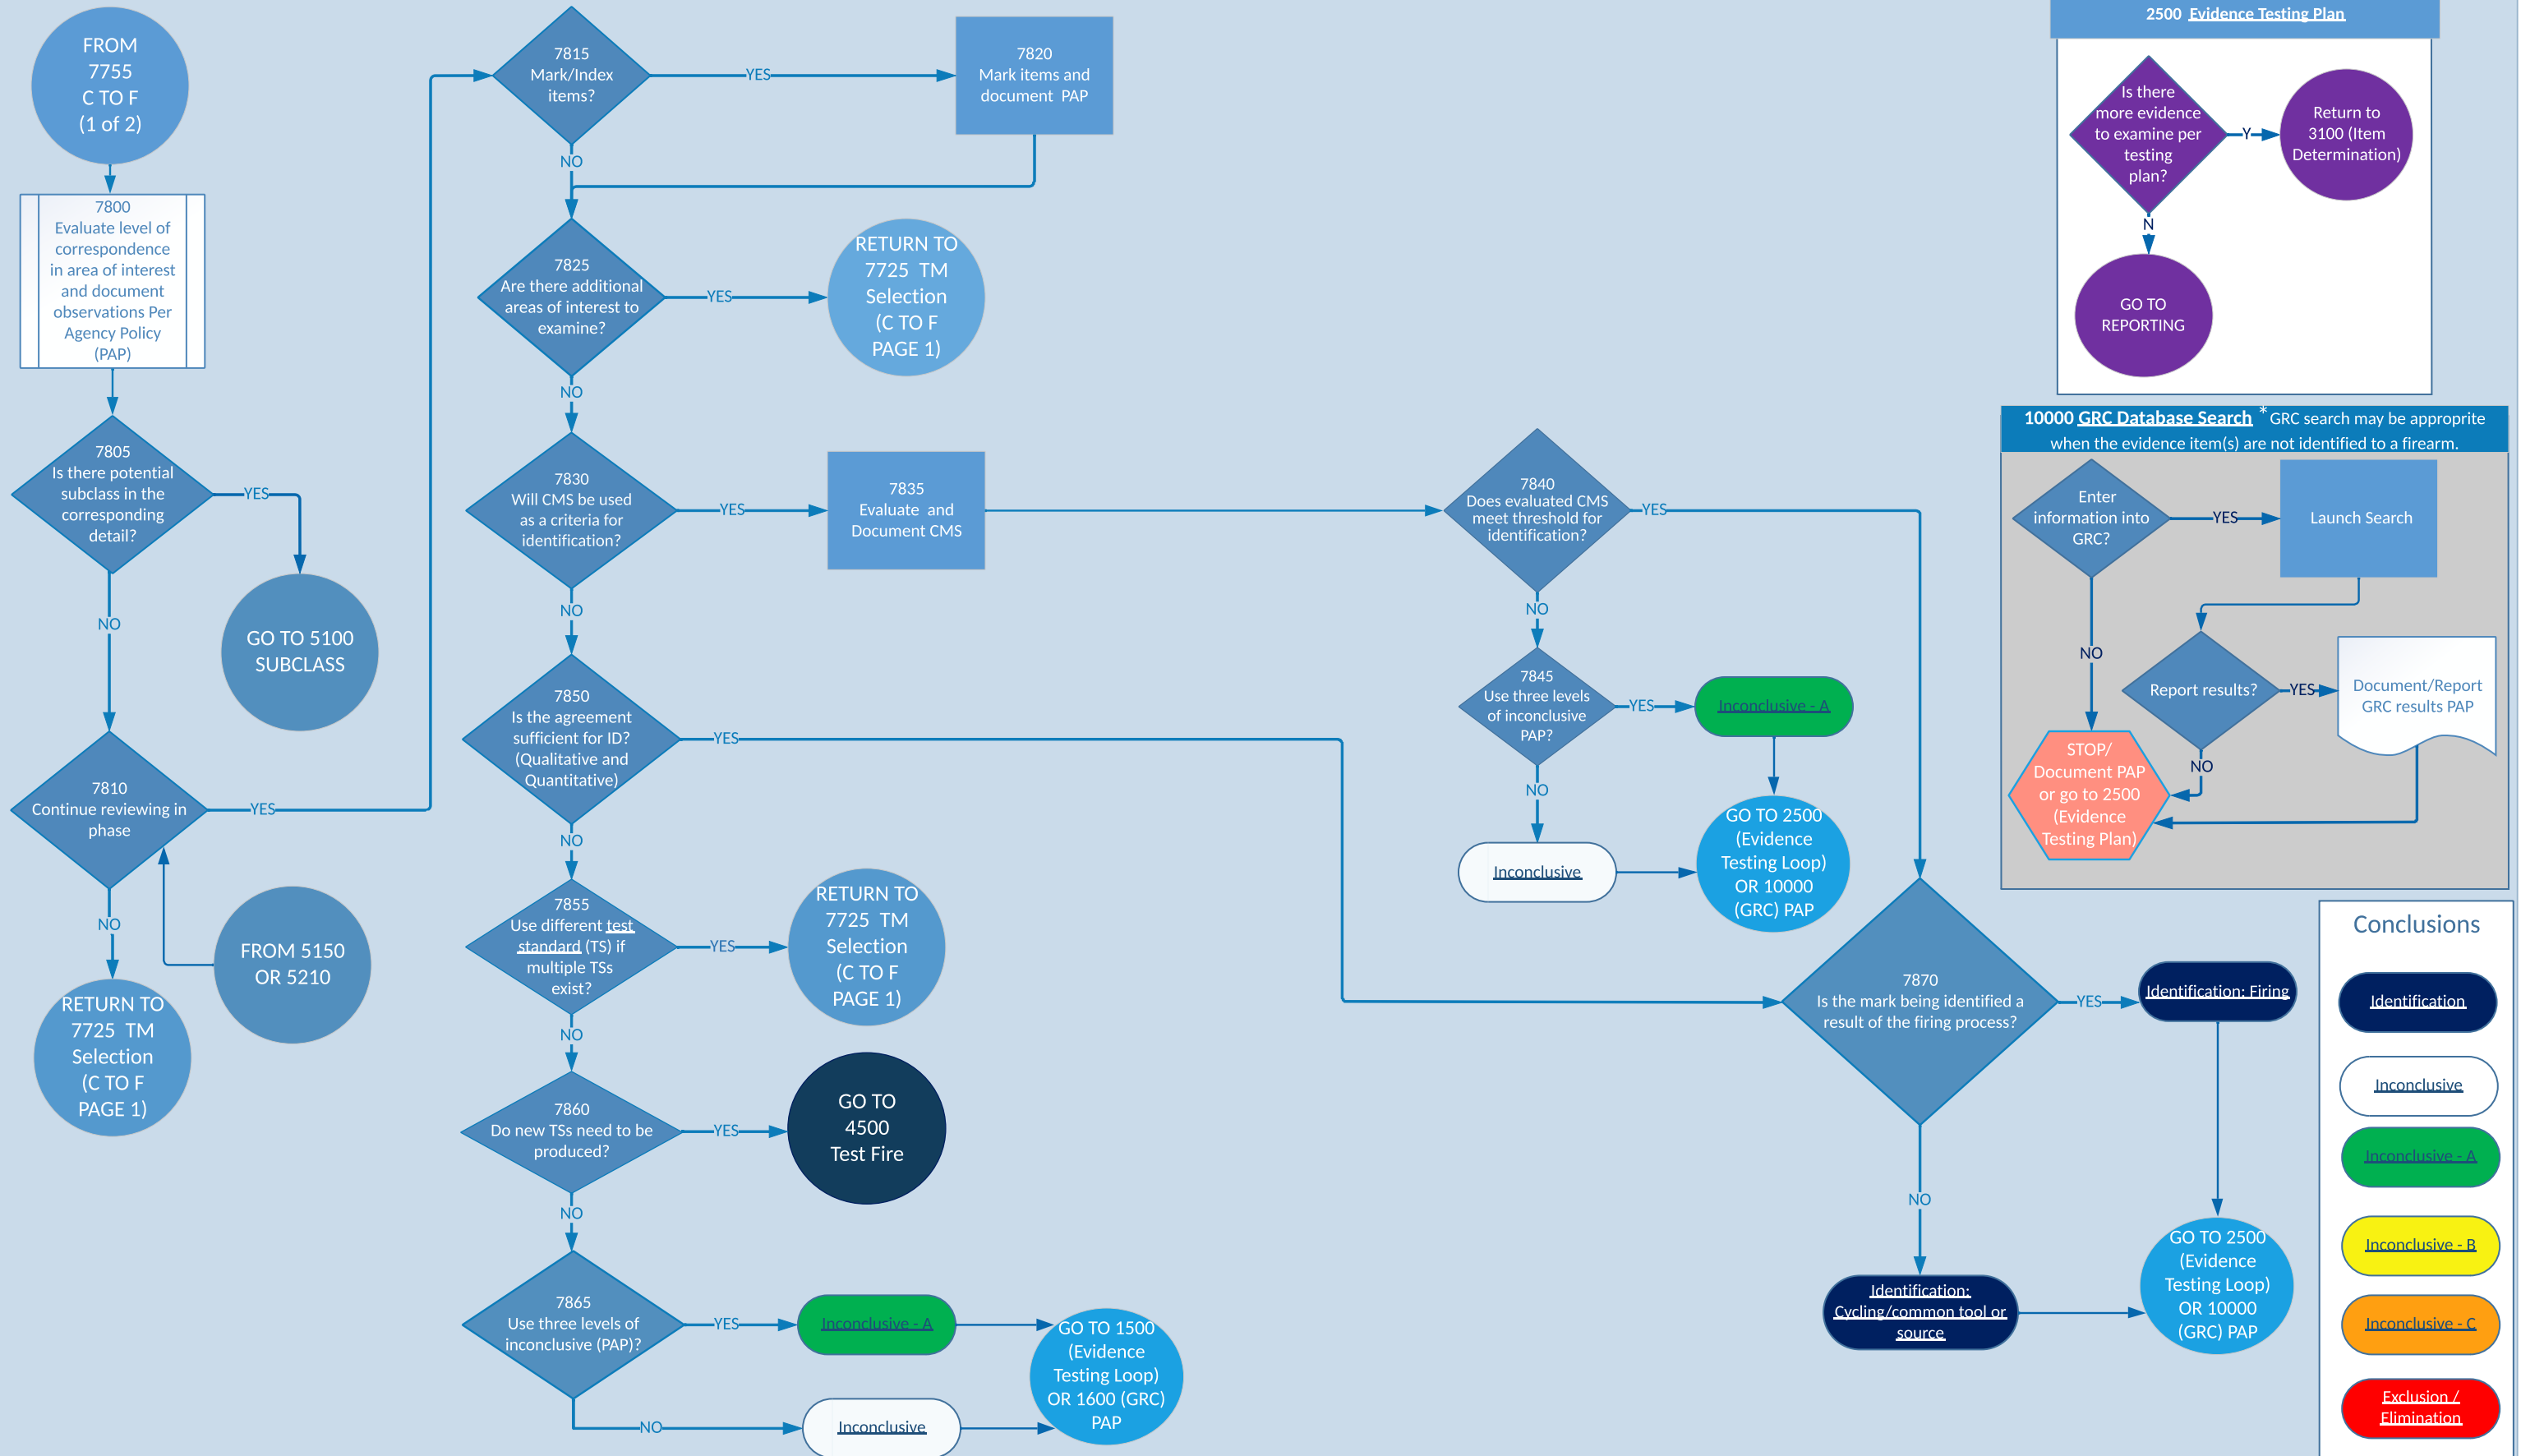 FROM
7755
C TO F
(1 of 2)
7800
Evaluate level of
correspondence
in area of interest
and document
observations Per
Agency Policy
(PAP)
7805
Is there potential
subclass in the
corresponding
detail?
YES
GO TO 5100
SUBCLASS
NO
7810
Continue reviewing in
phase
YES
NO
FROM 5150
OR 5210
RETURN TO
7725 TM
Selection
(C TO F
PAGE 1)
7815
Mark/Index
items?
YES
7820
Mark items and
document PAP
NO
7825
Are there additional
areas of interest to
examine?
YES
RETURN TO
7725 TM
Selection
(C TO F
PAGE 1)
NO
7830
Will CMS be used
as a criteria for
identification?
YES
7835
Evaluate and
Document CMS
NO
7840
Does evaluated CMS
meet threshold for
identification?
YES
NO
7845
Use three levels
of inconclusive
PAP?
YES
Inconclusive - A
NO
Inconclusive
GO TO 2500
(Evidence
Testing Loop)
OR 10000
(GRC) PAP
7850
Is the agreement
sufficient for ID?
(Qualitative and
Quantitative)
YES
NO
7855
Use different test
standard (TS) if
multiple TSs
exist?
YES
RETURN TO
7725 TM
Selection
(C TO F
PAGE 1)
NO
7860
Do new TSs need to be
produced?
YES
GO TO
4500
Test Fire
NO
7865
Use three levels of
inconclusive (PAP)?
YES
Inconclusive - A
NO
Inconclusive
GO TO 1500
(Evidence
Testing Loop)
OR 1600 (GRC)
PAP
7870
Is the mark being identified a
result of the firing process?
YES
Identification: Firing
NO
Identification:
Cycling/common tool or
source
GO TO 2500
(Evidence
Testing Loop)
OR 10000
(GRC) PAP
2500 Evidence Testing Plan
Is there
more evidence
to examine per
testing
plan?
Y
Return to
3100 (Item
Determination)
N
GO TO
REPORTING
10000 GRC Database Search *GRC search may be approprite
when the evidence item(s) are not identified to a firearm.
Enter
information into
GRC?
YES
Launch Search
NO
Report results?
YES
Document/Report
GRC results PAP
NO
STOP/
Document PAP
or go to 2500
(Evidence
Testing Plan)
Conclusions
Identification
Inconclusive
Inconclusive - A
Inconclusive - B
Inconclusive - C
Exclusion /
Elimination